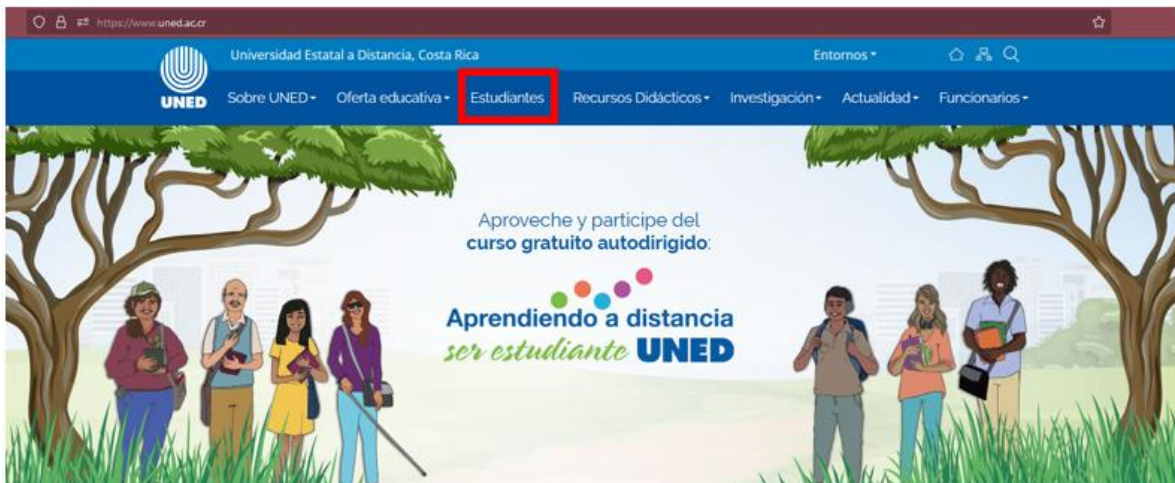 https://www.uned.ac.cr
Universidad Estatal a Distancia, Costa Rica
Entornos
UNED
Sobre UNED
Oferta educativa
Estudiantes
Recursos Didácticos
Investigación
Actualidad
Funcionarios
Aproveche y participe del
curso gratuito autodirigido:
Aprendiendo a distancia
ser estudiante UNED